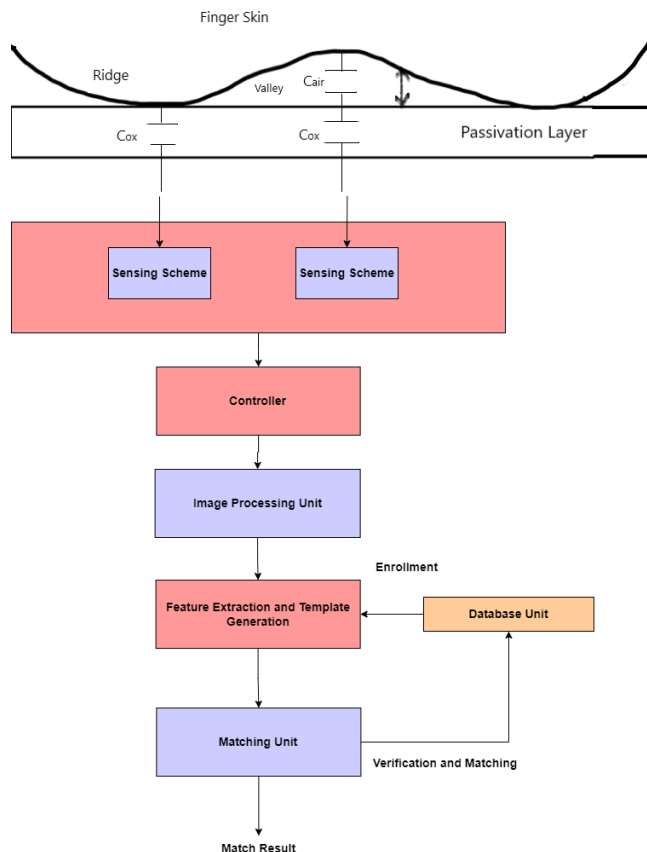 Finger Skin
Ridge
Valley
Cair
Cox
Cox
Passivation Layer
Sensing Scheme
Sensing Scheme
Controller
Image Processing Unit
Enrollment
Feature Extraction and Template
Generation
Database Unit
Matching Unit
Verification and Matching
Match Result